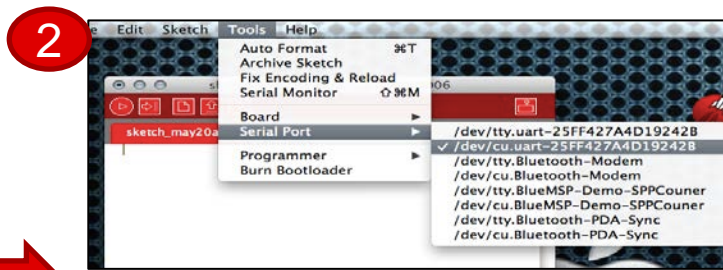 2
e Edit Sketch Tools Help
Auto Format ⌘T
Archive Sketch
Fix Encoding & Reload
Serial Monitor ⇧⌘M
Board ▶
Serial Port ▶
Programmer ▶
Burn Bootloader
s 006
sketch_may20a
/dev/tty.uart-25FF427A4D19242B
✓ /dev/cu.uart-25FF427A4D19242B
/dev/tty.Bluetooth-Modem
/dev/cu.Bluetooth-Modem
/dev/tty.BlueMSP-Demo-SPPCouner
/dev/cu.BlueMSP-Demo-SPPCouner
/dev/tty.Bluetooth-PDA-Sync
/dev/cu.Bluetooth-PDA-Sync